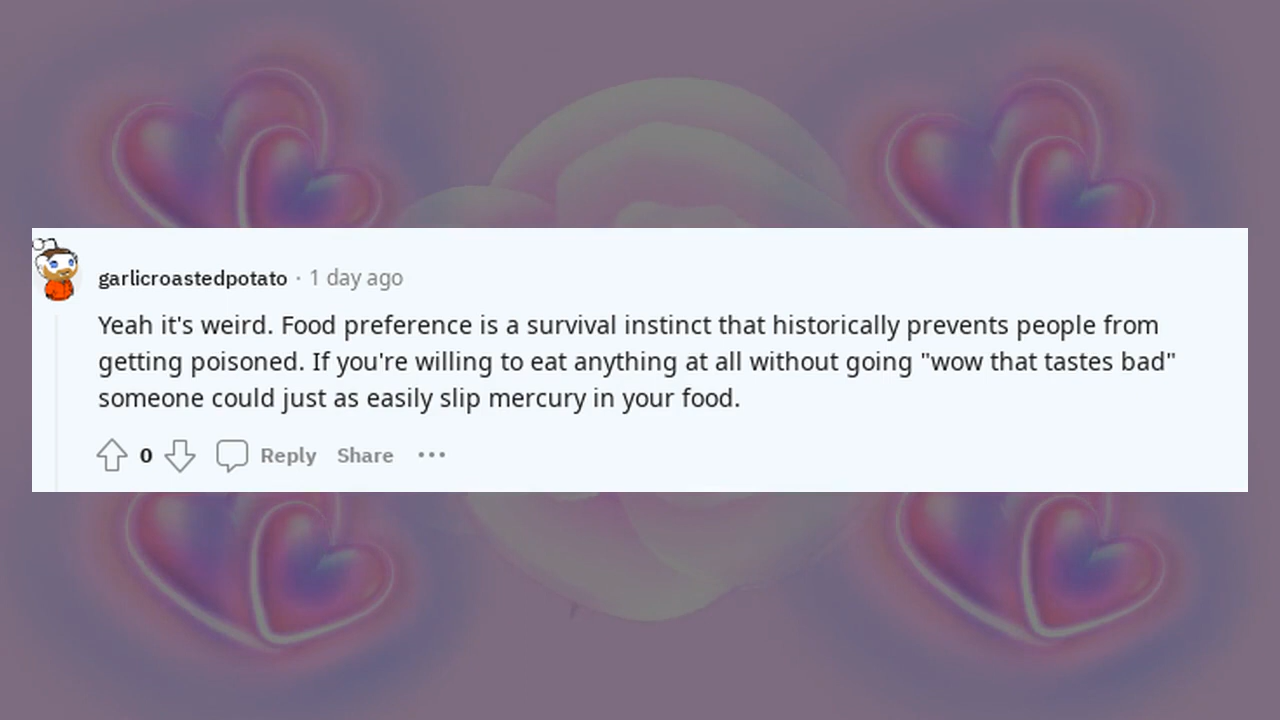 garlicroastedpotato · 1 day ago
Yeah it's weird. Food preference is a survival instinct that historically prevents people from
getting poisoned. If you're willing to eat anything at all without going "wow that tastes bad"
someone could just as easily slip mercury in your food.
0 Reply Share •••